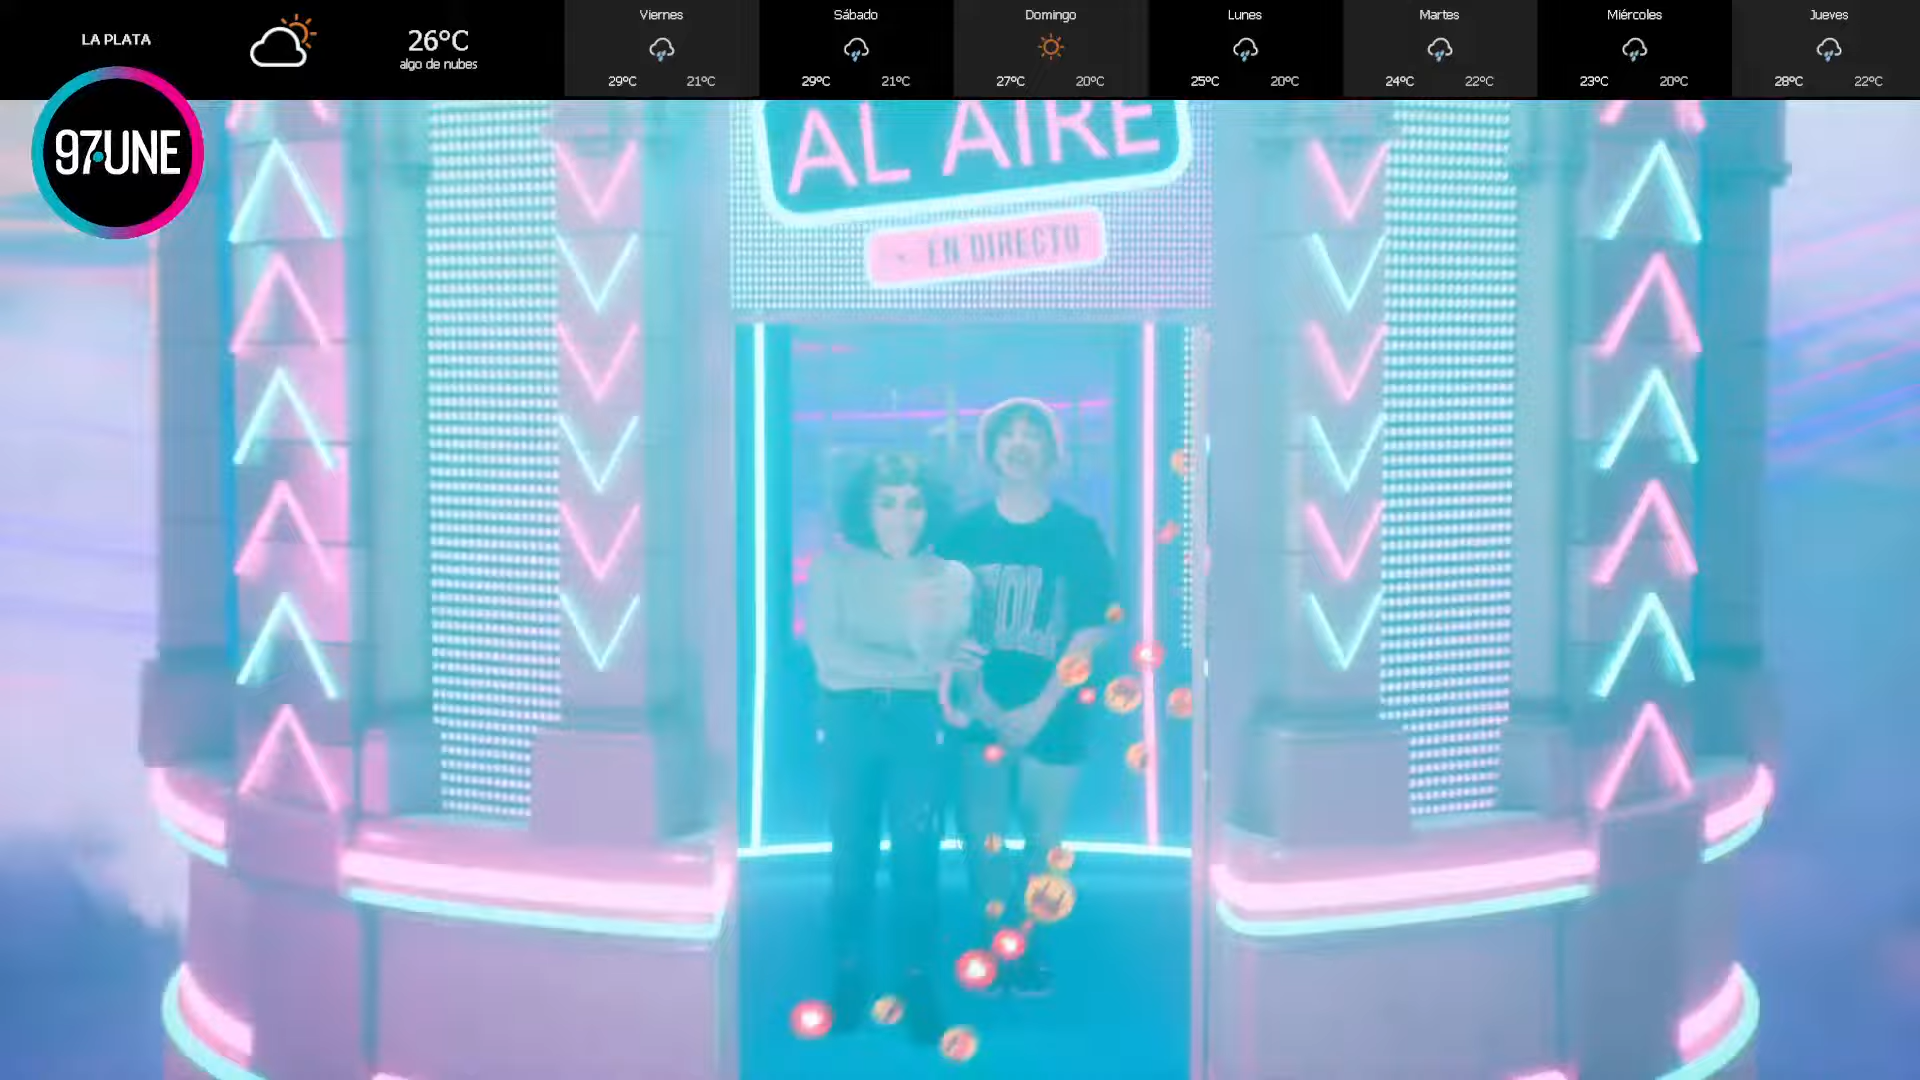 LA PLATA
26°C
algo de nubes
Viernes
29°C 21°C
Sábado
29°C 21°C
Domingo
27°C 20°C
Lunes
25°C 20°C
Martes
24°C 22°C
Miércoles
23°C 20°C
Jueves
28°C 22°C
97UNE
AL AIRE
EN DIRECTO